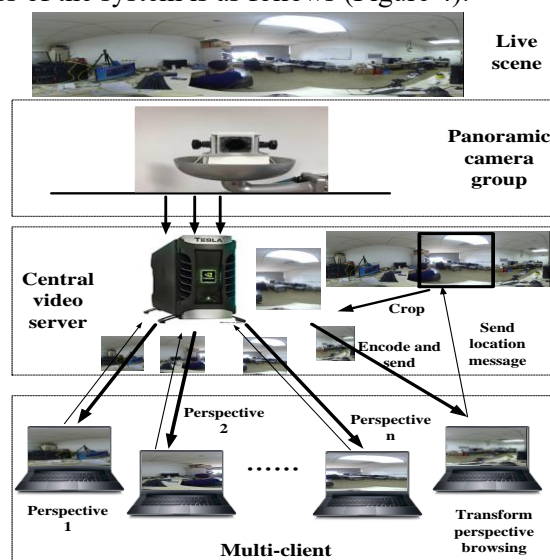 er of the system is as follows (Figure 4).
Live
scene
Panoramic
camera
group
TESLA
Central
video
server
Crop
Encode and
send
Send
location
message
Perspective
2
Perspective
n
Perspective
1
......
Transform
perspective
browsing
Multi-client